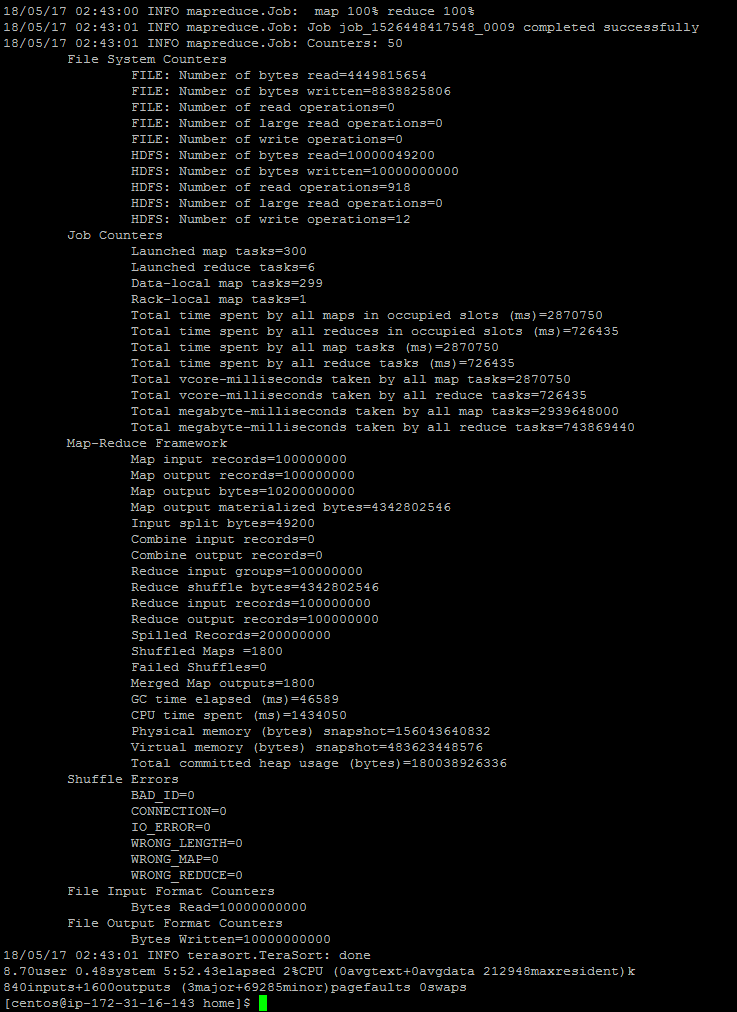 18/05/17 02:43:00 INFO mapreduce.Job:  map 100% reduce 100%
18/05/17 02:43:01 INFO mapreduce.Job: Job job_1526448417548_0009 completed successfully
18/05/17 02:43:01 INFO mapreduce.Job: Counters: 50
File System Counters
FILE: Number of bytes read=4449815654
FILE: Number of bytes written=8838825806
FILE: Number of read operations=0
FILE: Number of large read operations=0
FILE: Number of write operations=0
HDFS: Number of bytes read=10000049200
HDFS: Number of bytes written=10000000000
HDFS: Number of read operations=918
HDFS: Number of large read operations=0
HDFS: Number of write operations=12
Job Counters
Launched map tasks=300
Launched reduce tasks=6
Data-local map tasks=299
Rack-local map tasks=1
Total time spent by all maps in occupied slots (ms)=2870750
Total time spent by all reduces in occupied slots (ms)=726435
Total time spent by all map tasks (ms)=2870750
Total time spent by all reduce tasks (ms)=726435
Total vcore-milliseconds taken by all map tasks=2870750
Total vcore-milliseconds taken by all reduce tasks=726435
Total megabyte-milliseconds taken by all map tasks=2939648000
Total megabyte-milliseconds taken by all reduce tasks=743869440
Map-Reduce Framework
Map input records=100000000
Map output records=100000000
Map output bytes=10200000000
Map output materialized bytes=4342802546
Input split bytes=49200
Combine input records=0
Combine output records=0
Reduce input groups=100000000
Reduce shuffle bytes=4342802546
Reduce input records=100000000
Reduce output records=100000000
Spilled Records=200000000
Shuffled Maps =1800
Failed Shuffles=0
Merged Map outputs=1800
GC time elapsed (ms)=46589
CPU time spent (ms)=1434050
Physical memory (bytes) snapshot=156043640832
Virtual memory (bytes) snapshot=483623448576
Total committed heap usage (bytes)=180038926336
Shuffle Errors
BAD_ID=0
CONNECTION=0
IO_ERROR=0
WRONG_LENGTH=0
WRONG_MAP=0
WRONG_REDUCE=0
File Input Format Counters
Bytes Read=10000000000
File Output Format Counters
Bytes Written=10000000000
18/05/17 02:43:01 INFO terasort.TeraSort: done
8.70user 0.48system 5:52.43elapsed 2%CPU (0avgtext+0avgdata 212948maxresident)k
840inputs+1600outputs (3major+69285minor)pagefaults 0swaps
[centos@ip-172-31-16-143 home]$